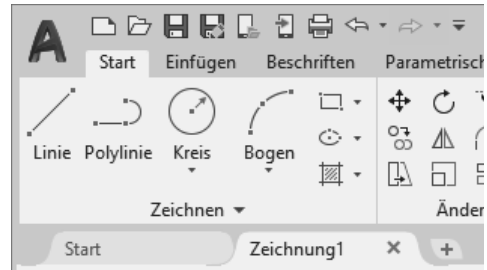 Start Einfügen Beschriften Parametrisch
Linie Polylinie Kreis Bogen
Zeichnen
Start Zeichnung1